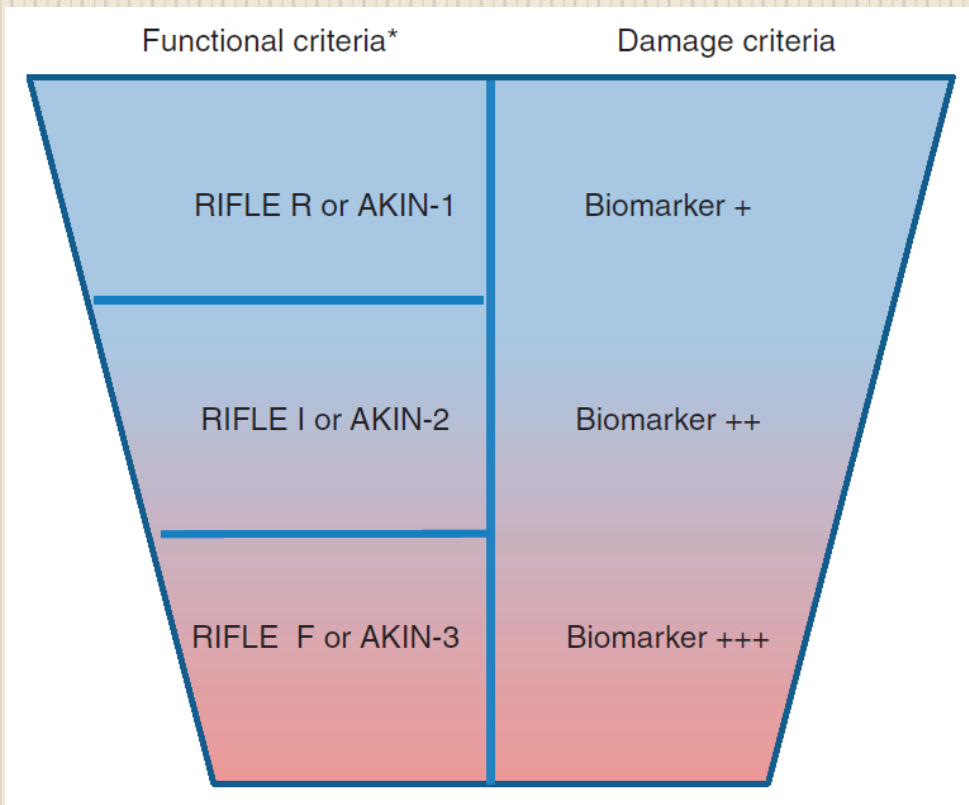 Functional criteria* Damage criteria
RIFLE R or AKIN-1 Biomarker +
RIFLE I or AKIN-2 Biomarker ++
RIFLE F or AKIN-3 Biomarker +++